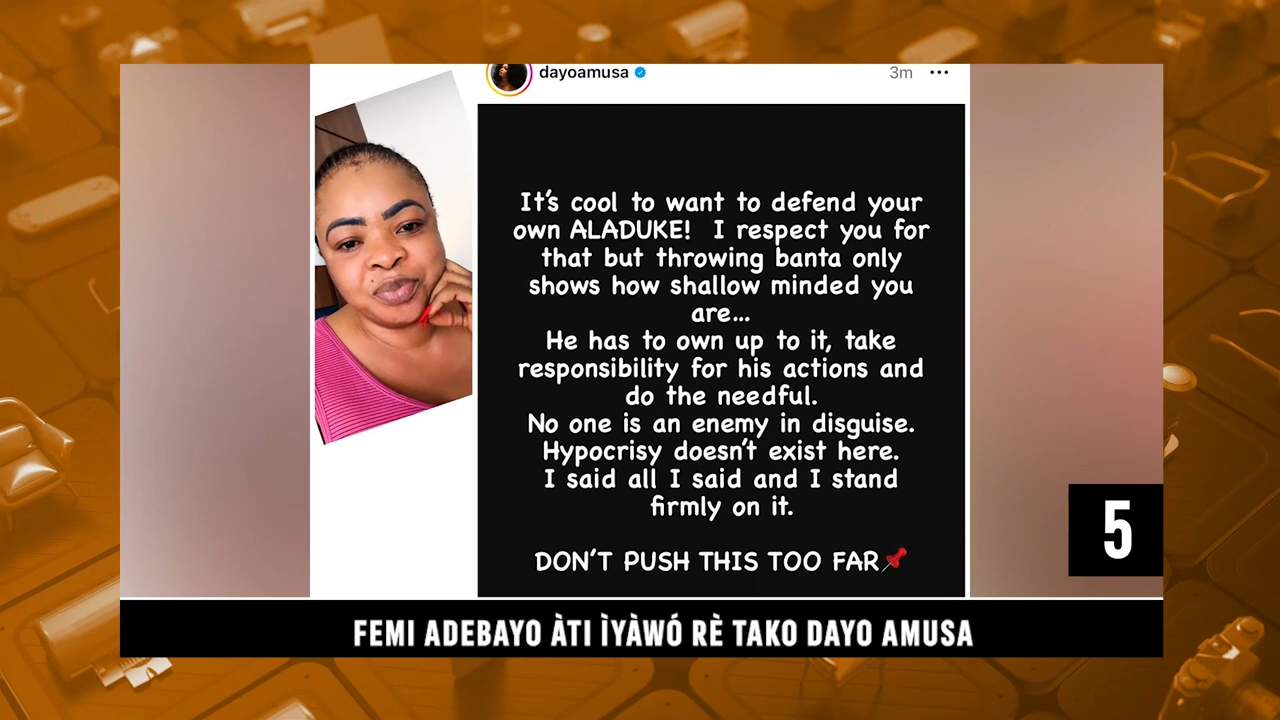 dayoamusa
3m
It's cool to want to defend your
own ALADUKE! I respect you for
that but throwing banta only
shows how shallow minded you
are...
He has to own up to it, take
responsibility for his actions and
do the needful.
No one is an enemy in disguise.
Hypocrisy doesn't exist here.
I said all I said and I stand
firmly on it.
DON'T PUSH THIS TOO FAR📌
5
FEMI ADEBAYO ÀTI ÌYÀWÓ RÈ TAKO DAYO AMUSA